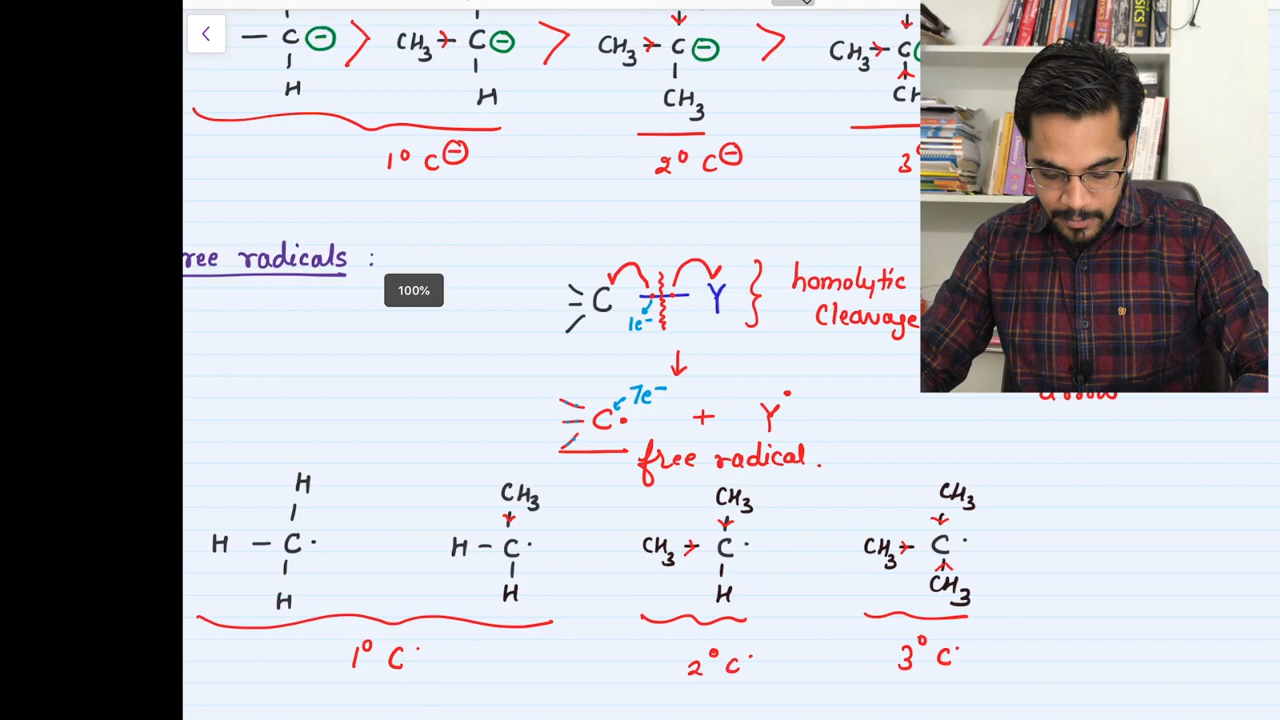 C ⊖ > CH3 C ⊖ > CH3 C ⊖ > CH3 C
H H CH3
1° C⊖ 2° C⊖ 3°
ree radicals :
100%
C Y } homolytic
1e- Cleavage
7e-
C· + Y·
free radical.
H CH3 CH3 CH3
H - C· H - C· CH3 - C· CH3 - C·
H H H CH3
1° C· 2° C· 3° C·